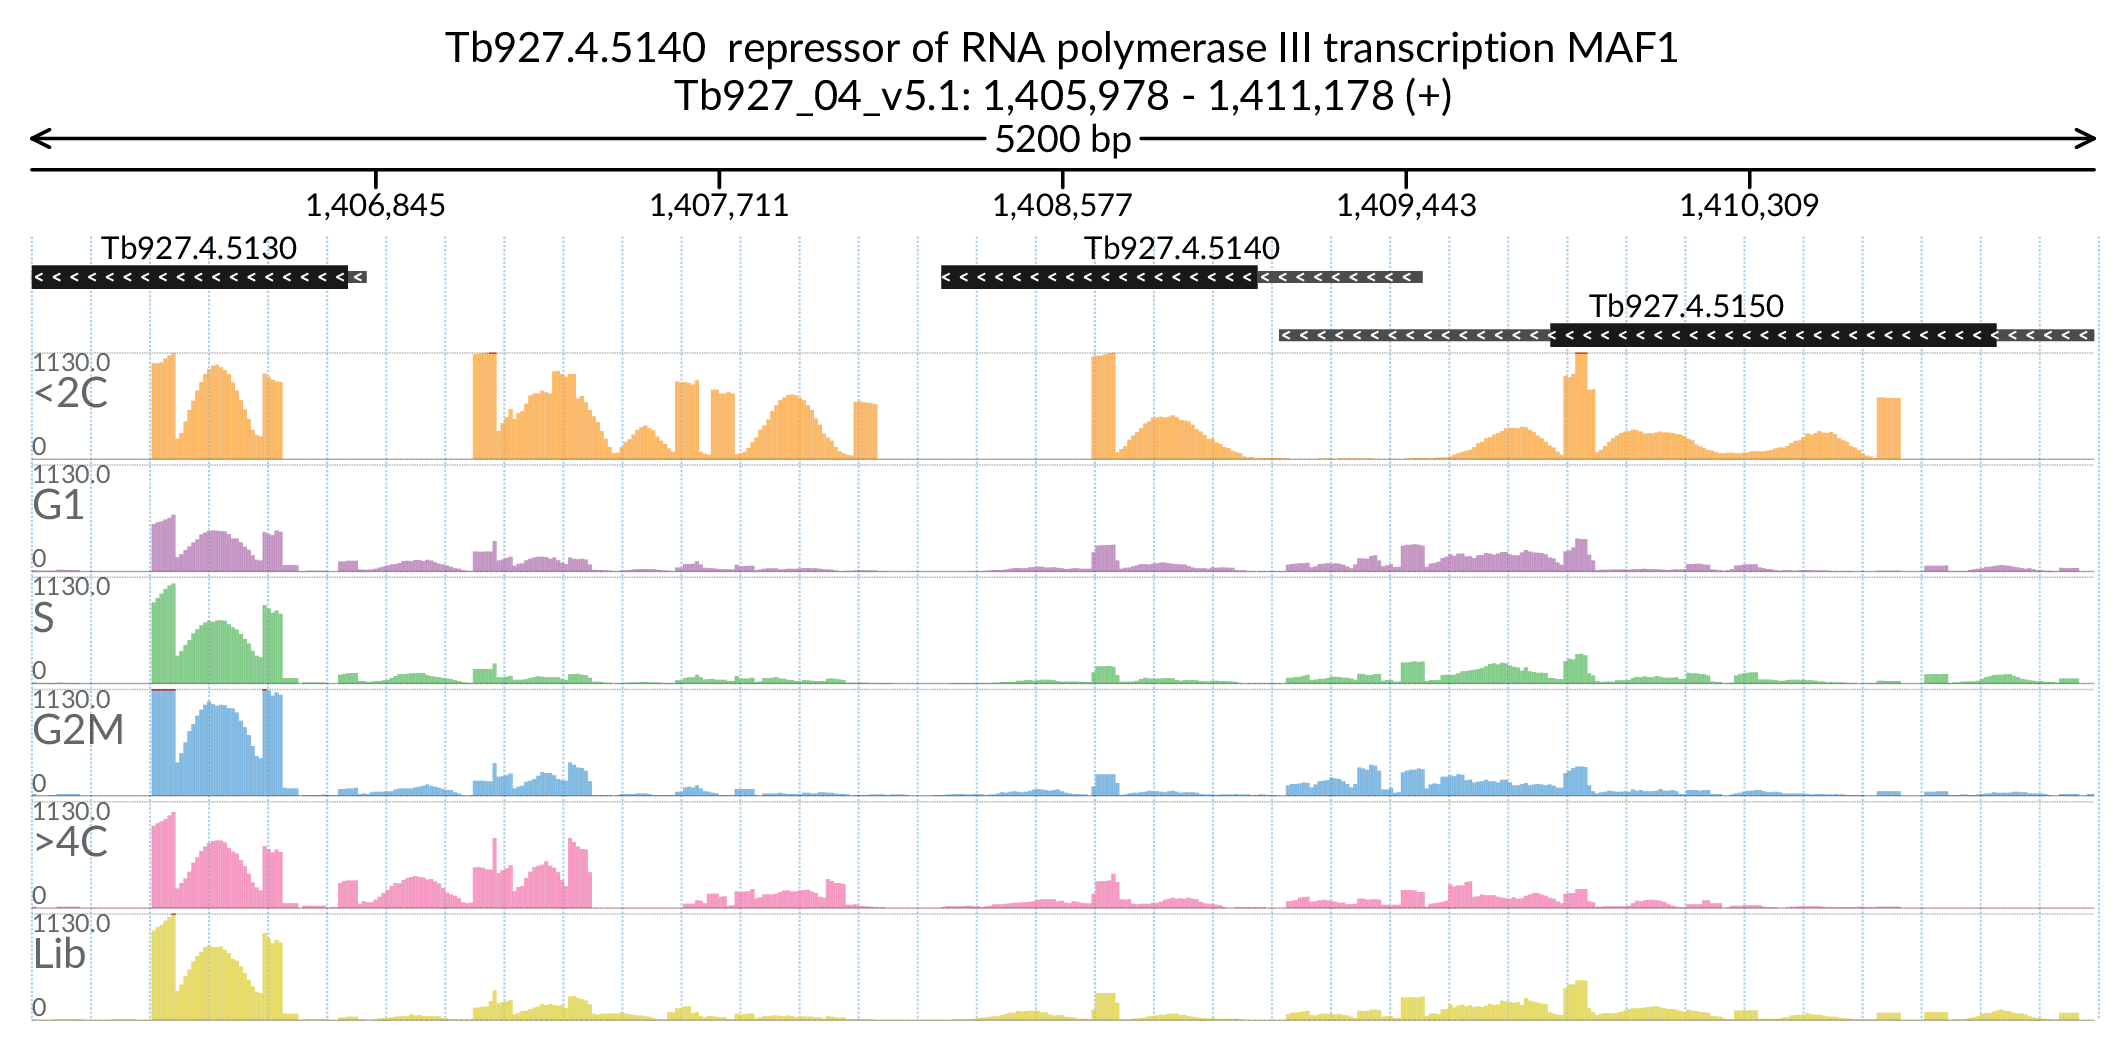 Tb927.4.5140  repressor of RNA polymerase III transcription MAF1
Tb927_04_v5.1: 1,405,978 - 1,411,178 (+)
5200 bp
1,406,845 1,407,711 1,408,577 1,409,443 1,410,309
Tb927.4.5130 Tb927.4.5140
Tb927.4.5150
1130.0
<2C
0
1130.0
G1
0
1130.0
S
0
1130.0
G2M
0
1130.0
>4C
0
1130.0
Lib
0